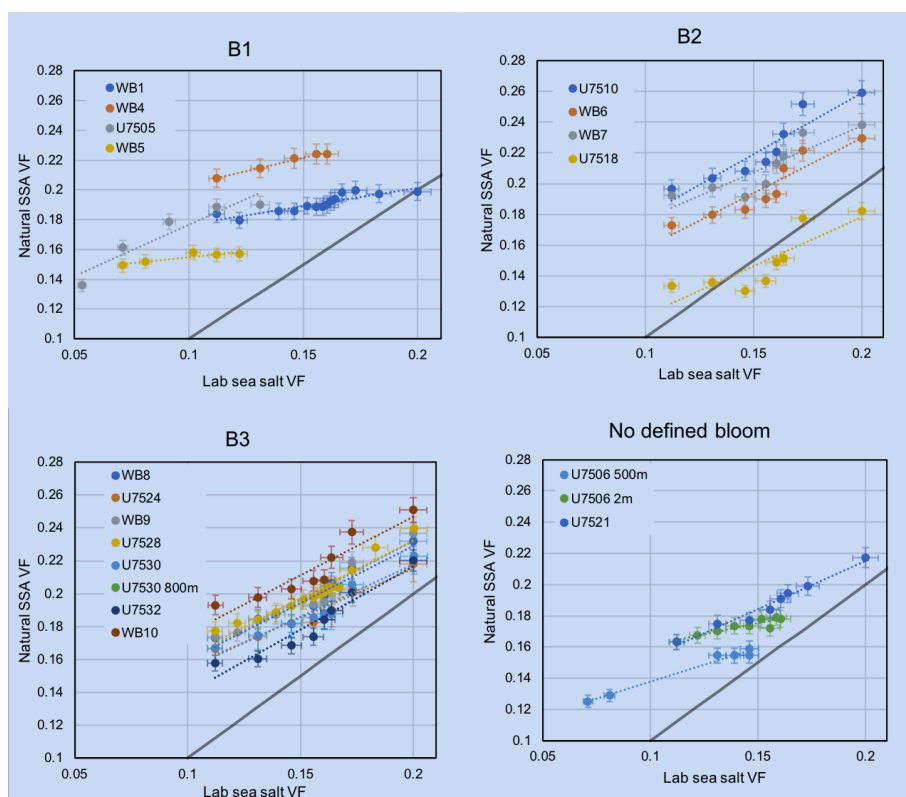 B1
0.28
0.26
0.24
0.22
0.2
0.18
0.16
0.14
0.12
0.1
Natural SSA VF
WB1
WB4
U7505
WB5
0.05
0.1
0.15
0.2
Lab sea salt VF
B2
0.28
0.26
0.24
0.22
0.2
0.18
0.16
0.14
0.12
0.1
Natural SSA VF
U7510
WB6
WB7
U7518
0.05
0.1
0.15
0.2
Lab sea salt VF
B3
0.28
0.26
0.24
0.22
0.2
0.18
0.16
0.14
0.12
0.1
Natural SSA VF
WB8
U7524
WB9
U7528
U7530
U7530 800m
U7532
WB10
0.05
0.1
0.15
0.2
Lab sea salt VF
No defined bloom
0.28
0.26
0.24
0.22
0.2
0.18
0.16
0.14
0.12
0.1
Natural SSA VF
U7506 500m
U7506 2m
U7521
0.05
0.1
0.15
0.2
Lab sea salt VF